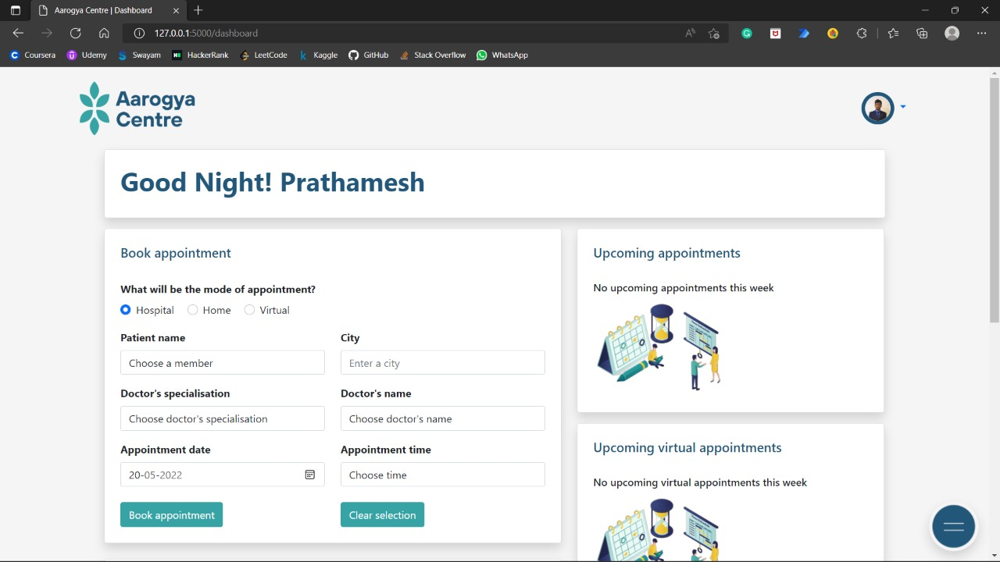 Aarogya Centre | Dashboard
127.0.0.1:5000/dashboard
Coursera Udemy Swayam HackerRank LeetCode Kaggle GitHub Stack Overflow WhatsApp
Aarogya
Centre
Good Night! Prathamesh
Book appointment
What will be the mode of appointment?
Hospital Home Virtual
Patient name City
Choose a member Enter a city
Doctor's specialisation Doctor's name
Choose doctor's specialisation Choose doctor's name
Appointment date Appointment time
20-05-2022 Choose time
Book appointment Clear selection
Upcoming appointments
No upcoming appointments this week
Upcoming virtual appointments
No upcoming virtual appointments this week